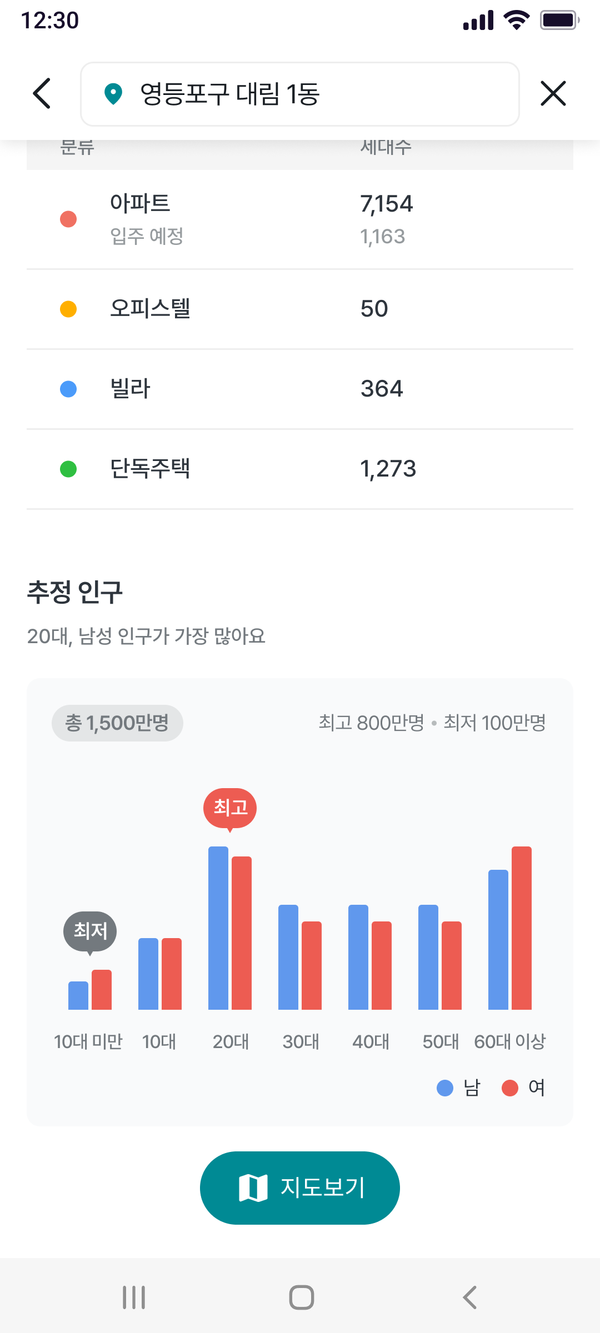 12:30
영등포구 대림 1동
분류 세대수
아파트 7,154
입주 예정 1,163
오피스텔 50
빌라 364
단독주택 1,273
추정 인구
20대, 남성 인구가 가장 많아요
총 1,500만명 최고 800만명 • 최저 100만명
최고
최저
10대 미만 10대 20대 30대 40대 50대 60대 이상
남 여
지도보기